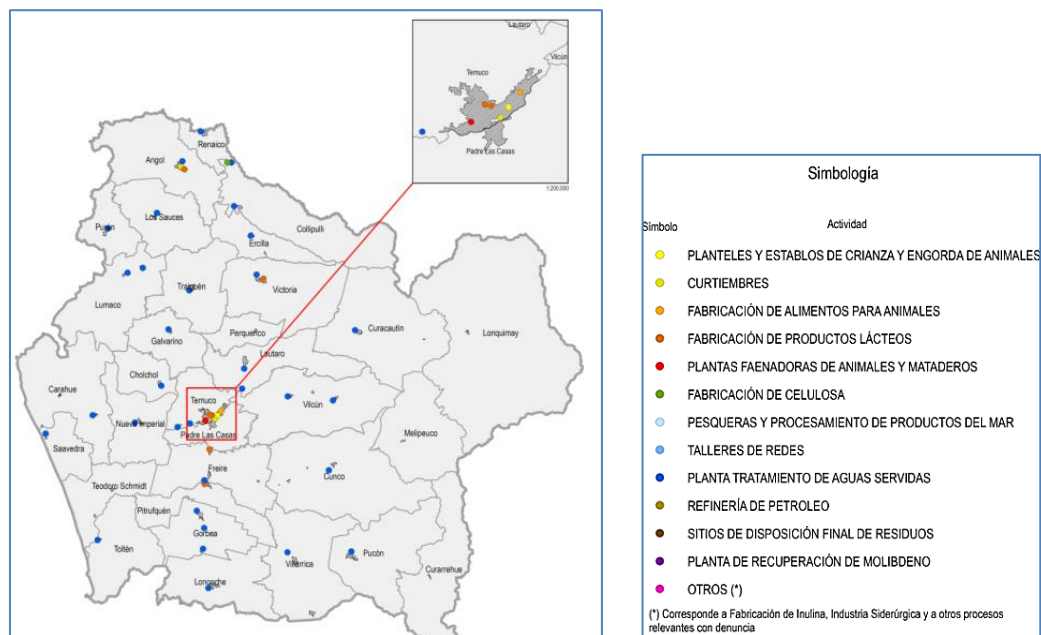 Lautaro
Vilcún
Temuco
Padre Las Casas
1:200.000
Renaico
Angol
Los Sauces
Purén
Collipulli
Ercilla
Lumaco
Traiguén
Victoria
Curacautín
Lonquimay
Perquenco
Galvarino
Lautaro
Cholchol
Carahue
Temuco
Vilcún
Nueva Imperial
Padre Las Casas
Saavedra
Melipeuco
Freire
Cunco
Teodoro Schmidt
Pitrufquén
Gorbea
Toltén
Villarrica
Pucón
Curarrehue
Loncoche
Simbología
Símbolo Actividad
PLANTELES Y ESTABLOS DE CRIANZA Y ENGORDA DE ANIMALES
CURTIEMBRES
FABRICACIÓN DE ALIMENTOS PARA ANIMALES
FABRICACIÓN DE PRODUCTOS LÁCTEOS
PLANTAS FAENADORAS DE ANIMALES Y MATADEROS
FABRICACIÓN DE CELULOSA
PESQUERAS Y PROCESAMIENTO DE PRODUCTOS DEL MAR
TALLERES DE REDES
PLANTA TRATAMIENTO DE AGUAS SERVIDAS
REFINERÍA DE PETROLEO
SITIOS DE DISPOSICIÓN FINAL DE RESIDUOS
PLANTA DE RECUPERACIÓN DE MOLIBDENO
OTROS (*)
(*) Corresponde a Fabricación de Inulina, Industria Siderúrgica y a otros procesos
relevantes con denuncia